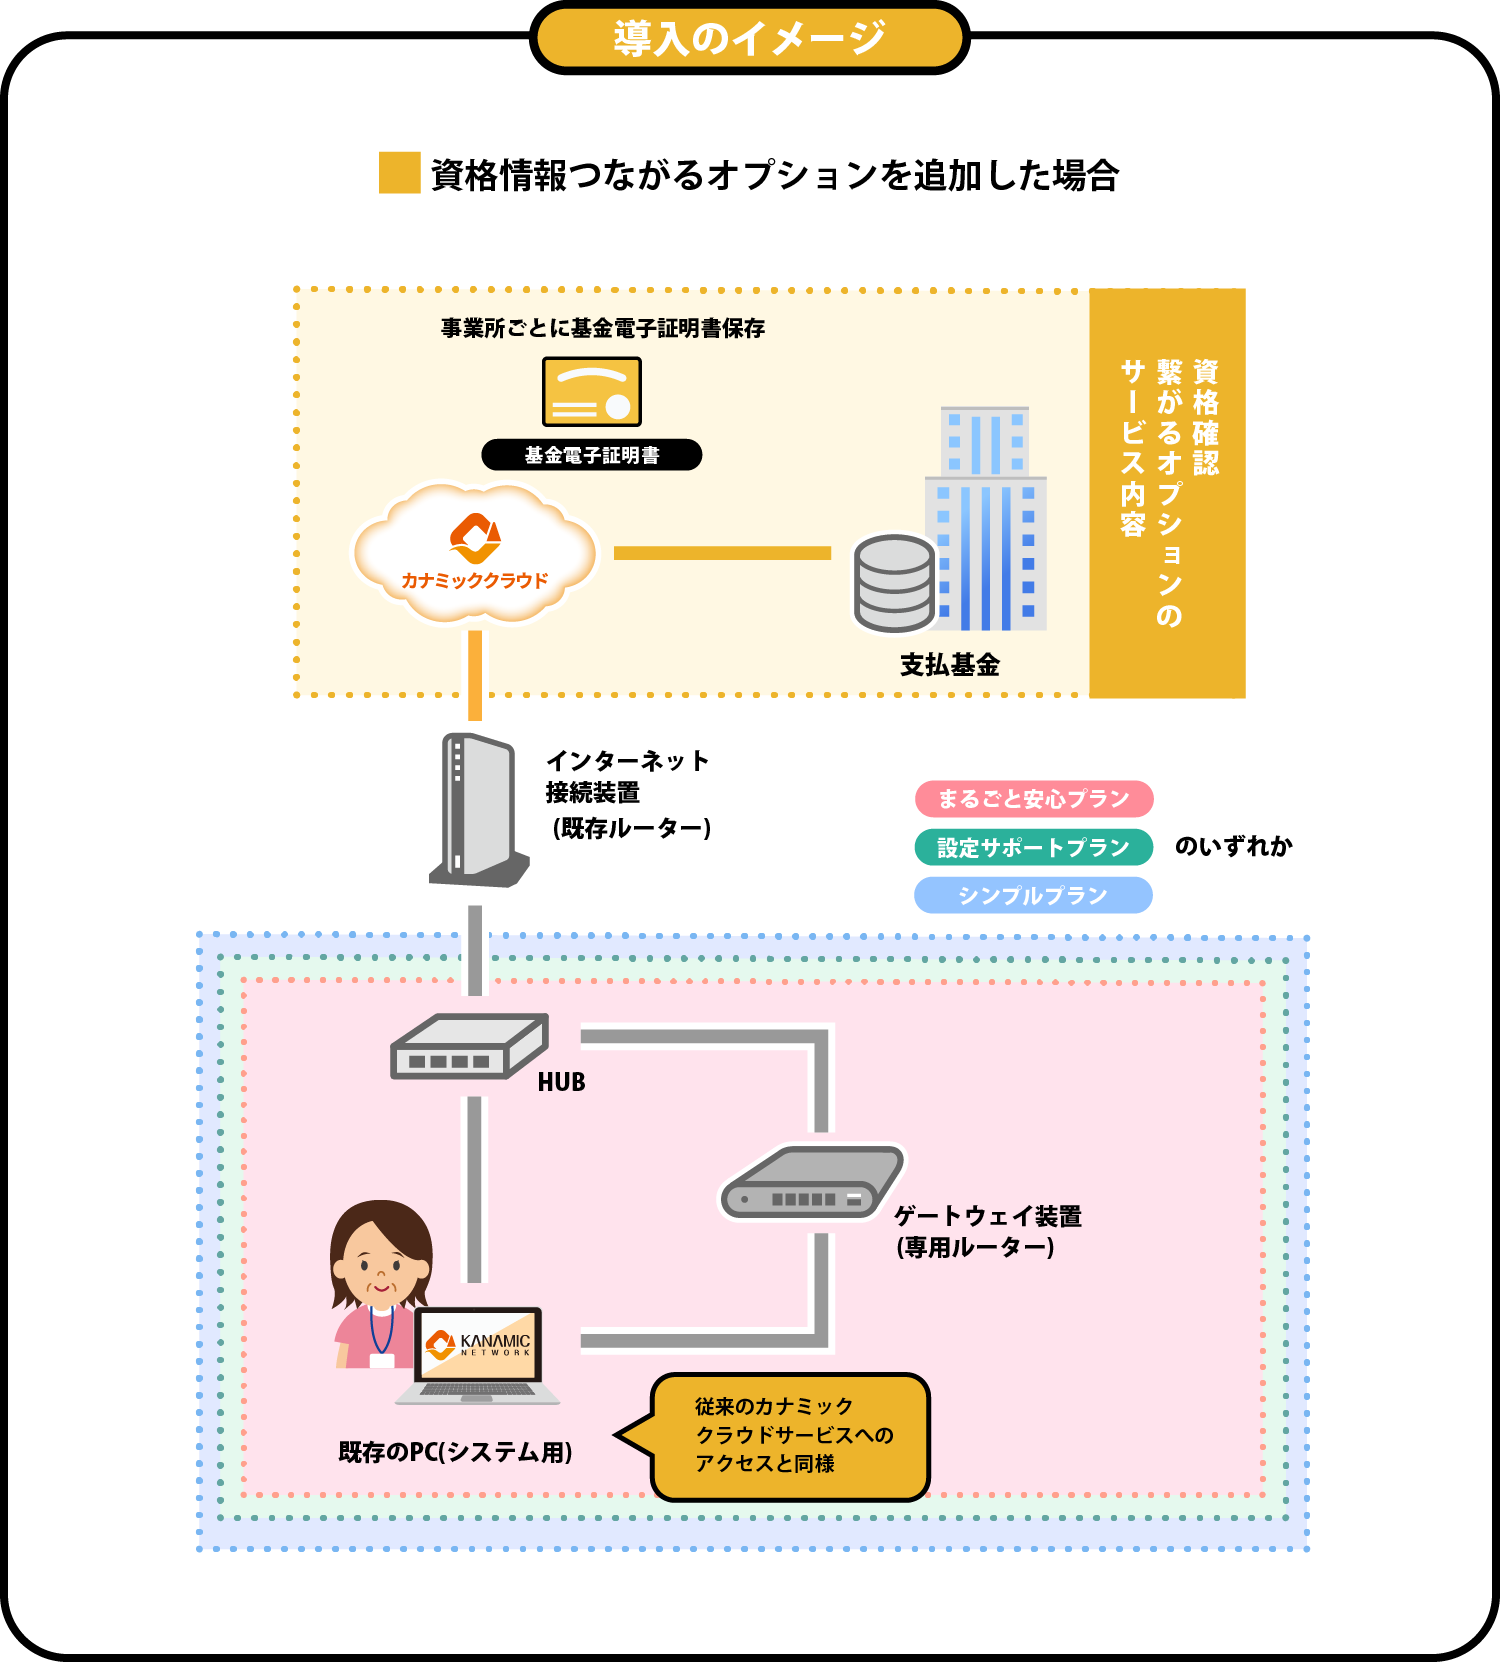 導入のイメージ
資格情報つながるオプションを追加した場合
事業所ごとに基金電子証明書保存
基金電子証明書
カナミッククラウド
支払基金
資格確認
繋がるオプションの
サービス内容
インターネット
接続装置
(既存ルーター)
まるごと安心プラン
設定サポートプラン
シンプルプラン
のいずれか
HUB
ゲートウェイ装置
(専用ルーター)
KANAMIC
NETWORK
既存のPC(システム用)
従来のカナミック
クラウドサービスへの
アクセスと同様